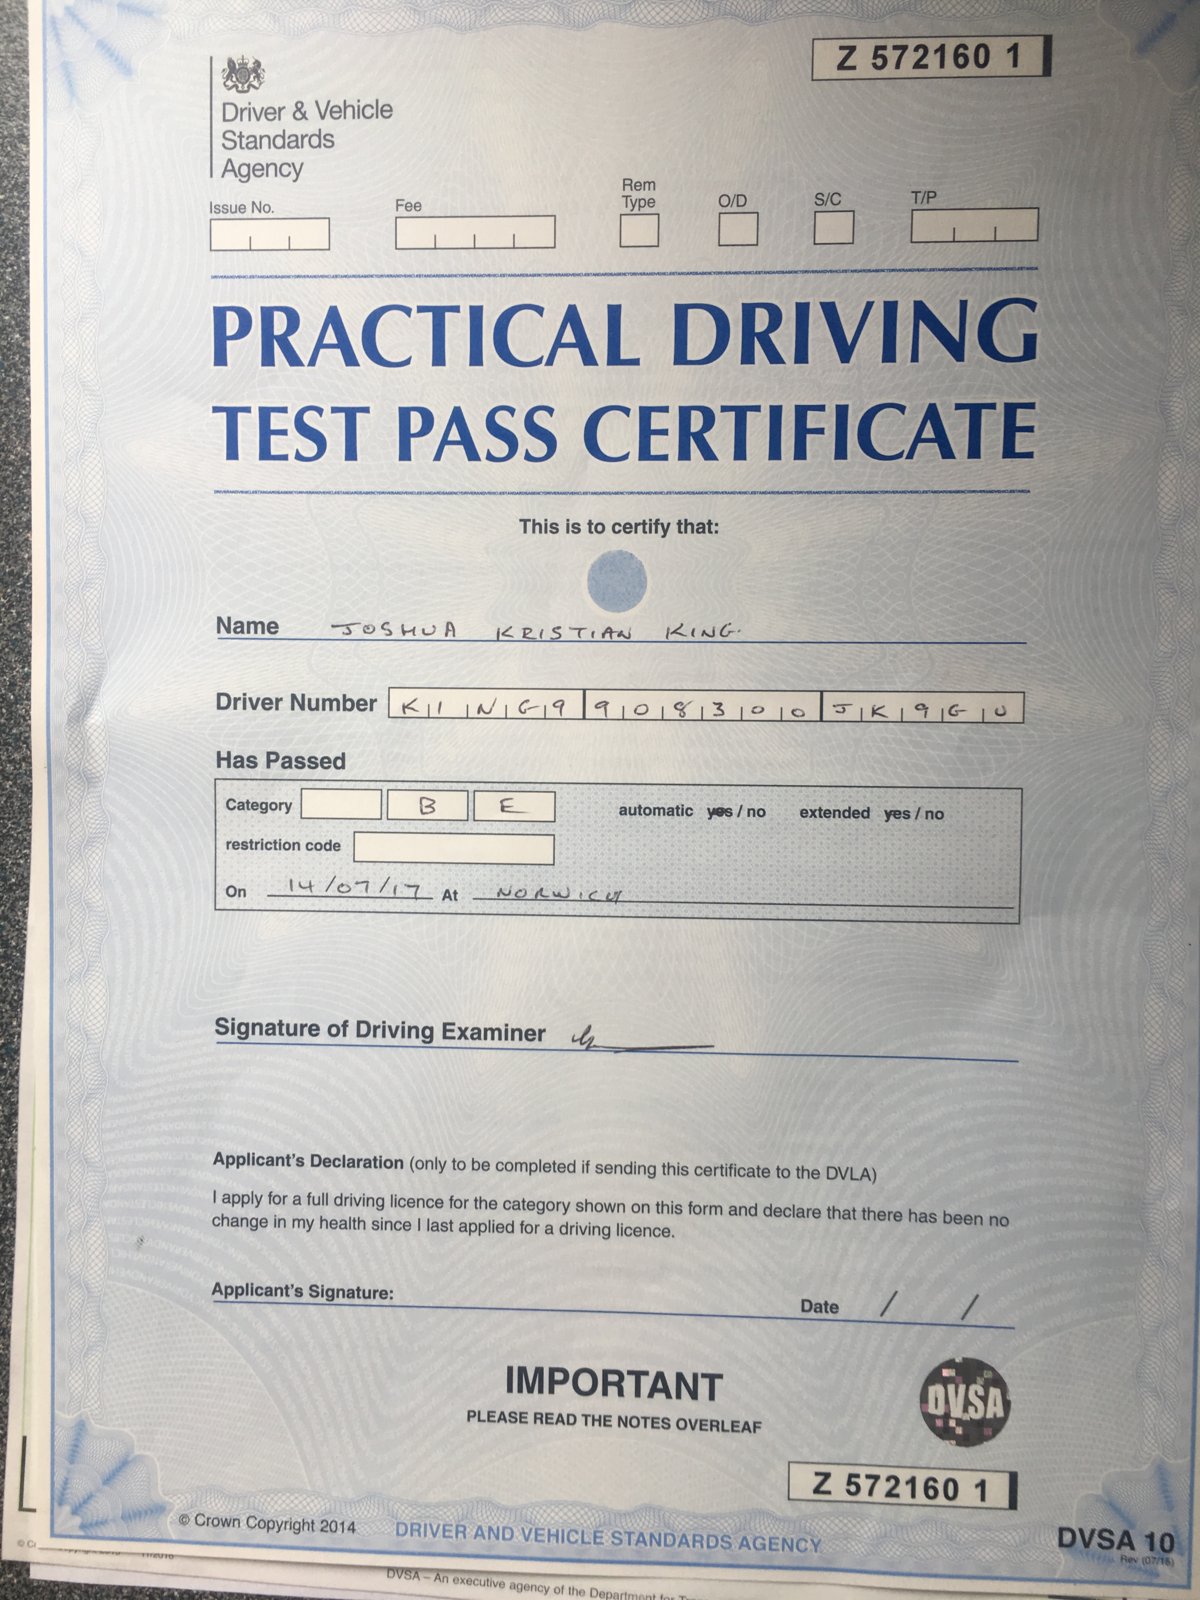 Z 572160 1
Driver & Vehicle
Standards
Agency
Issue No.
Fee
Rem
Type
O/D
S/C
T/P
PRACTICAL DRIVING
TEST PASS CERTIFICATE
This is to certify that:
Name JOSHUA KRISTIAN KING.
Driver Number KING9 908300 JK9GU
Has Passed
Category B E automatic yes / no extended yes / no
restriction code
On 14/07/17 At NORWICH
Signature of Driving Examiner
Applicant's Declaration (only to be completed if sending this certificate to the DVLA)
I apply for a full driving licence for the category shown on this form and declare that there has been no
change in my health since I last applied for a driving licence.
Applicant's Signature:
Date / /
IMPORTANT
PLEASE READ THE NOTES OVERLEAF
DVSA
Z 572160 1
© Crown Copyright 2014
DRIVER AND VEHICLE STANDARDS AGENCY
DVSA 10
Rev (07/15)
DVSA – An executive agency of the Department for